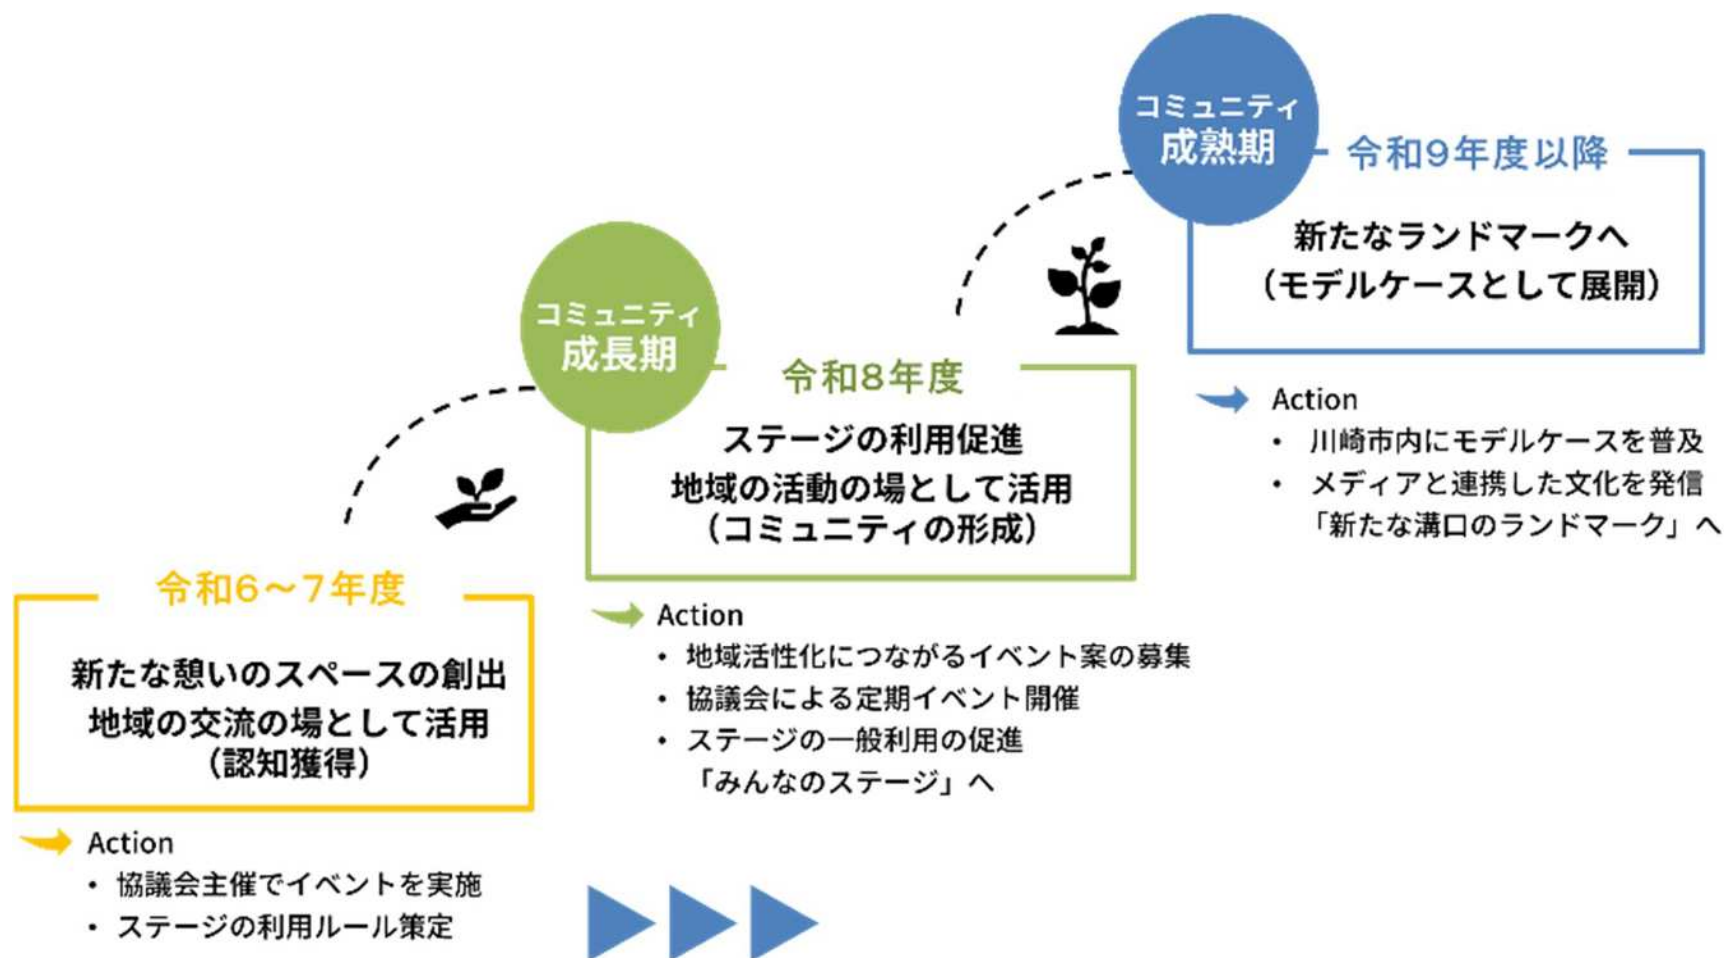 コミュニティ
成熟期
令和9年度以降
新たなランドマークへ
（モデルケースとして展開）
Action
• 川崎市内にモデルケースを普及
• メディアと連携した文化を発信
「新たな溝口のランドマーク」へ
コミュニティ
成長期
令和8年度
ステージの利用促進
地域の活動の場として活用
（コミュニティの形成）
Action
• 地域活性化につながるイベント案の募集
• 協議会による定期イベント開催
• ステージの一般利用の促進
「みんなのステージ」へ
令和6～7年度
新たな憩いのスペースの創出
地域の交流の場として活用
（認知獲得）
Action
• 協議会主催でイベントを実施
• ステージの利用ルール策定